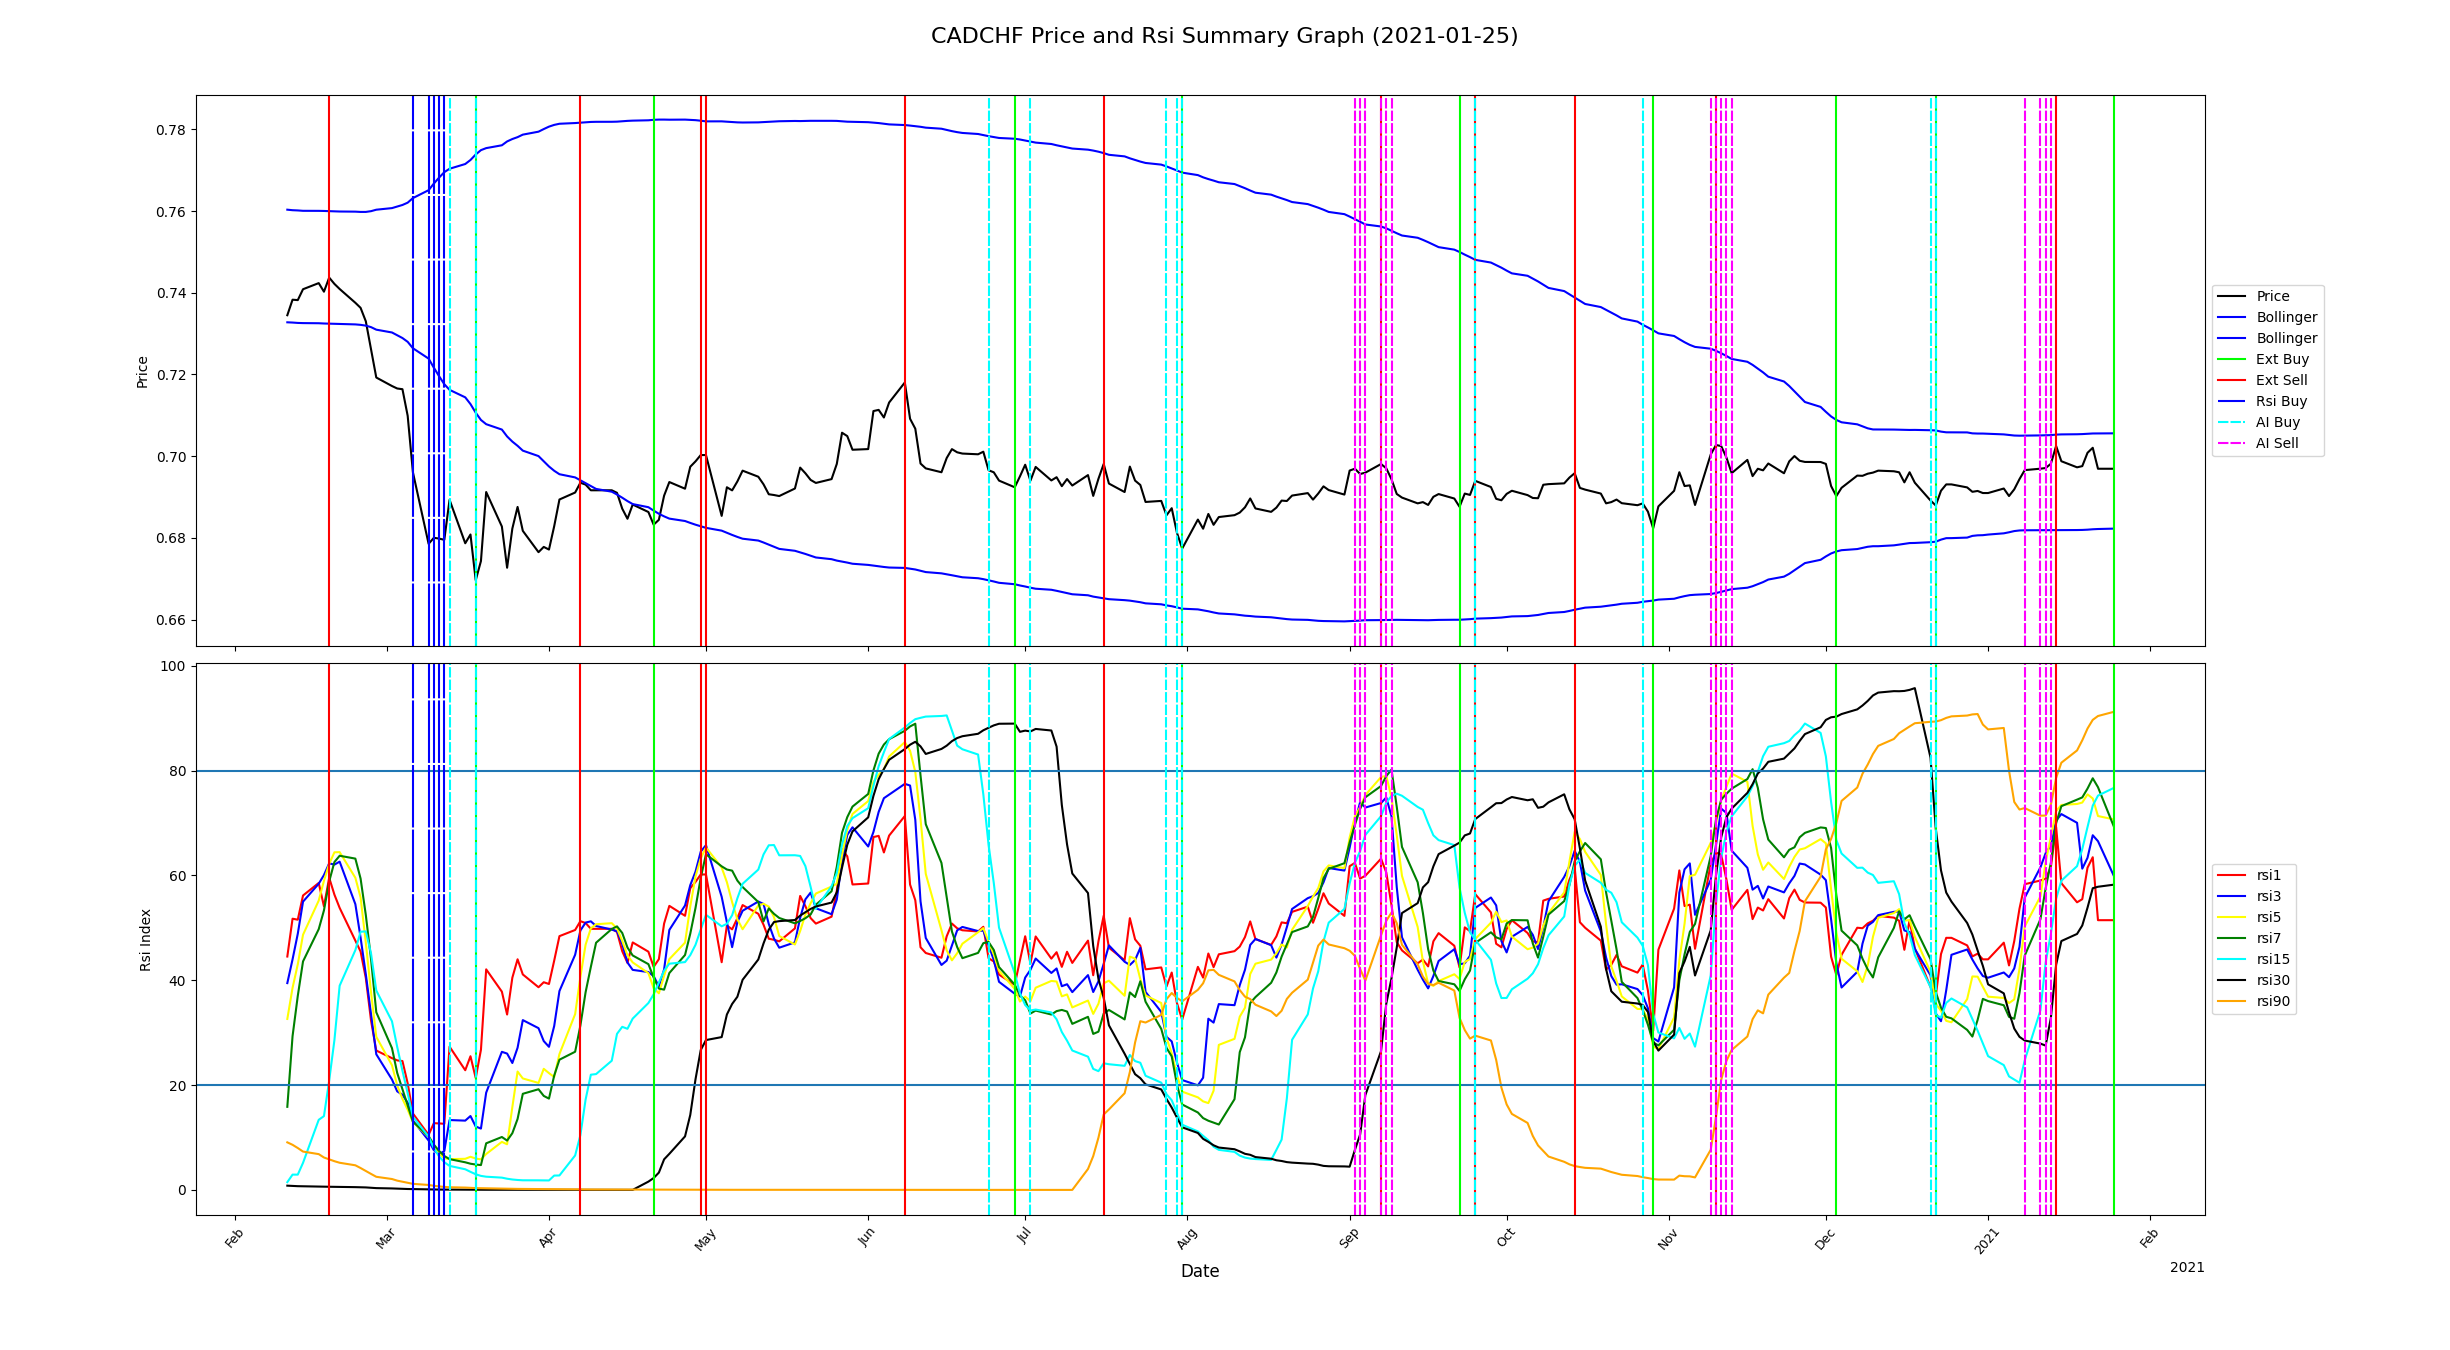 CADCHF Price and Rsi Summary Graph (2021-01-25)
0.78
0.76
0.74
0.72
0.70
0.68
0.66
Price
Price
Bollinger
Bollinger
Ext Buy
Ext Sell
Rsi Buy
AI Buy
AI Sell
100
80
60
40
20
0
Rsi Index
rsi1
rsi3
rsi5
rsi7
rsi15
rsi30
rsi90
Feb Mar Apr May Jun Jul Aug Sep Oct Nov Dec 2021 Feb
2021
Date